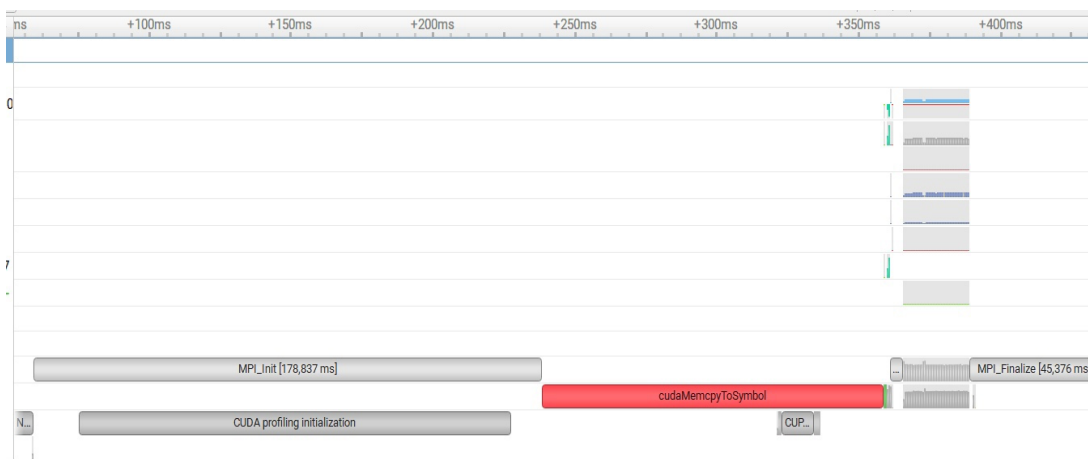 ns +100ms +150ms +200ms +250ms +300ms +350ms +400ms
0
7
MPI_Init [178,837 ms] ... MPI_Finalize [45,376 ms
cudaMemcpyToSymbol
N... CUDA profiling initialization CUP...